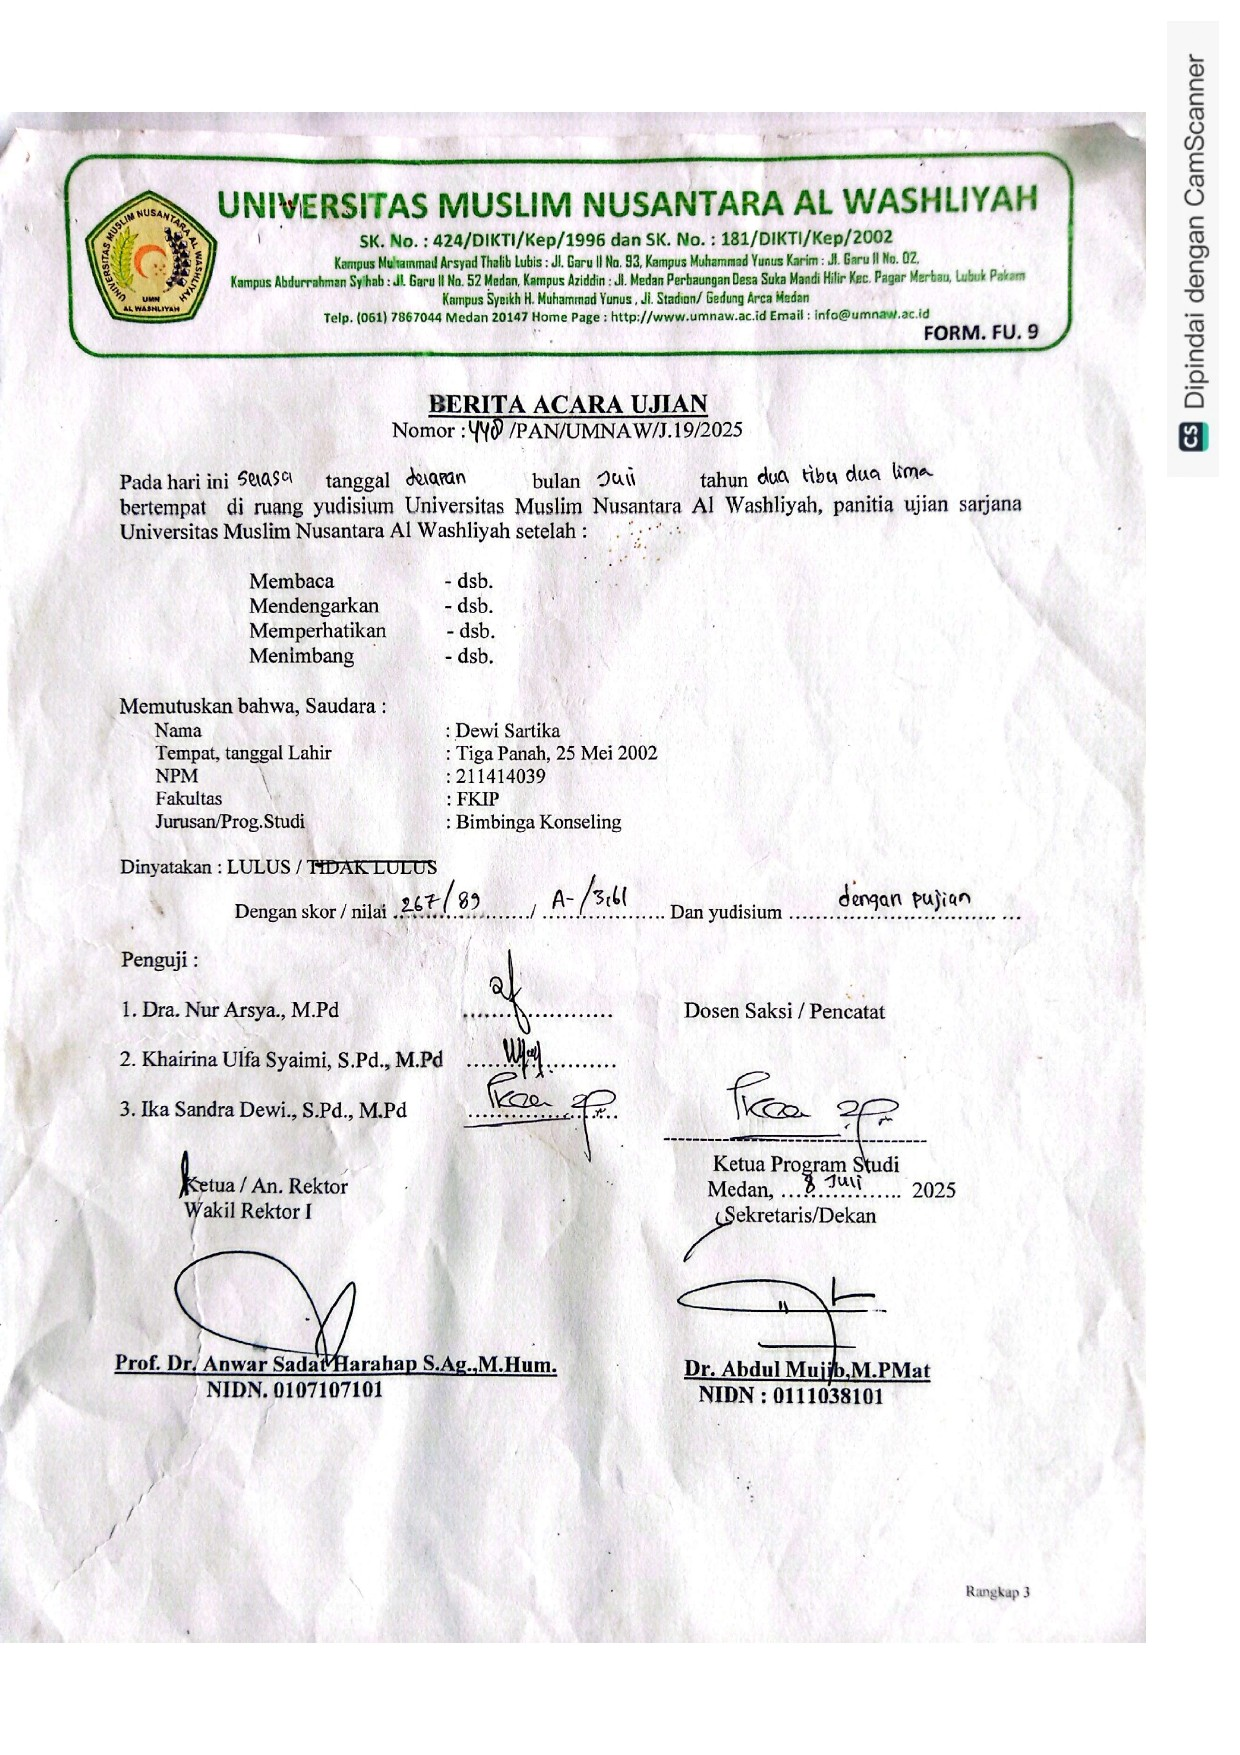 UNIVERSITAS MUSLIM NUSANTARA AL WASHLIYAH
SK. No. : 424/DIKTI/Kep/1996 dan SK. No. : 181/DIKTI/Kep/2002
Kampus Muhammad Arsyad Thalib Lubis : Jl. Garu II No. 93, Kampus Muhammad Yunus Karim : Jl. Garu II No. 02,
Kampus Abdurrahman Syihab : Jl. Garu II No. 52 Medan, Kampus Aziddin : Jl. Medan Perbaungan Desa Suka Mandi Hilir Kec. Pagar Merbau, Lubuk Pakam
Kampus Syeikh H. Muhammad Yunus , Jl. Stadion/ Gedung Arca Medan
Telp. (061) 7867044 Medan 20147 Home Page : http://www.umnaw.ac.id Email : info@umnaw.ac.id
FORM. FU. 9
UNIVERSITAS MUSLIM NUSANTARA AL WASHLIYAH
UMN
AL WASHLIYAH
BERITA ACARA UJIAN
Nomor : 448 /PAN/UMNAW/J.19/2025
Pada hari ini selasa tanggal delapan bulan Juli tahun dua ribu dua lima
bertempat di ruang yudisium Universitas Muslim Nusantara Al Washliyah, panitia ujian sarjana
Universitas Muslim Nusantara Al Washliyah setelah :
Membaca - dsb.
Mendengarkan - dsb.
Memperhatikan - dsb.
Menimbang - dsb.
Memutuskan bahwa, Saudara :
Nama : Dewi Sartika
Tempat, tanggal Lahir : Tiga Panah, 25 Mei 2002
NPM : 211414039
Fakultas : FKIP
Jurusan/Prog.Studi : Bimbinga Konseling
Dinyatakan : LULUS / TIDAK LULUS
Dengan skor / nilai 267/89 / A-/3,61 Dan yudisium dengan pujian
Penguji :
1. Dra. Nur Arsya., M.Pd
Dosen Saksi / Pencatat
2. Khairina Ulfa Syaimi, S.Pd., M.Pd
3. Ika Sandra Dewi., S.Pd., M.Pd
Ketua Program Studi
Ketua / An. Rektor
Medan, 8 Juli 2025
Wakil Rektor I
Sekretaris/Dekan
Prof. Dr. Anwar Sadat Harahap S.Ag.,M.Hum.
NIDN. 0107107101
Dr. Abdul Mujib,M.PMat
NIDN : 0111038101
Rangkap 3
CS Dipindai dengan CamScanner